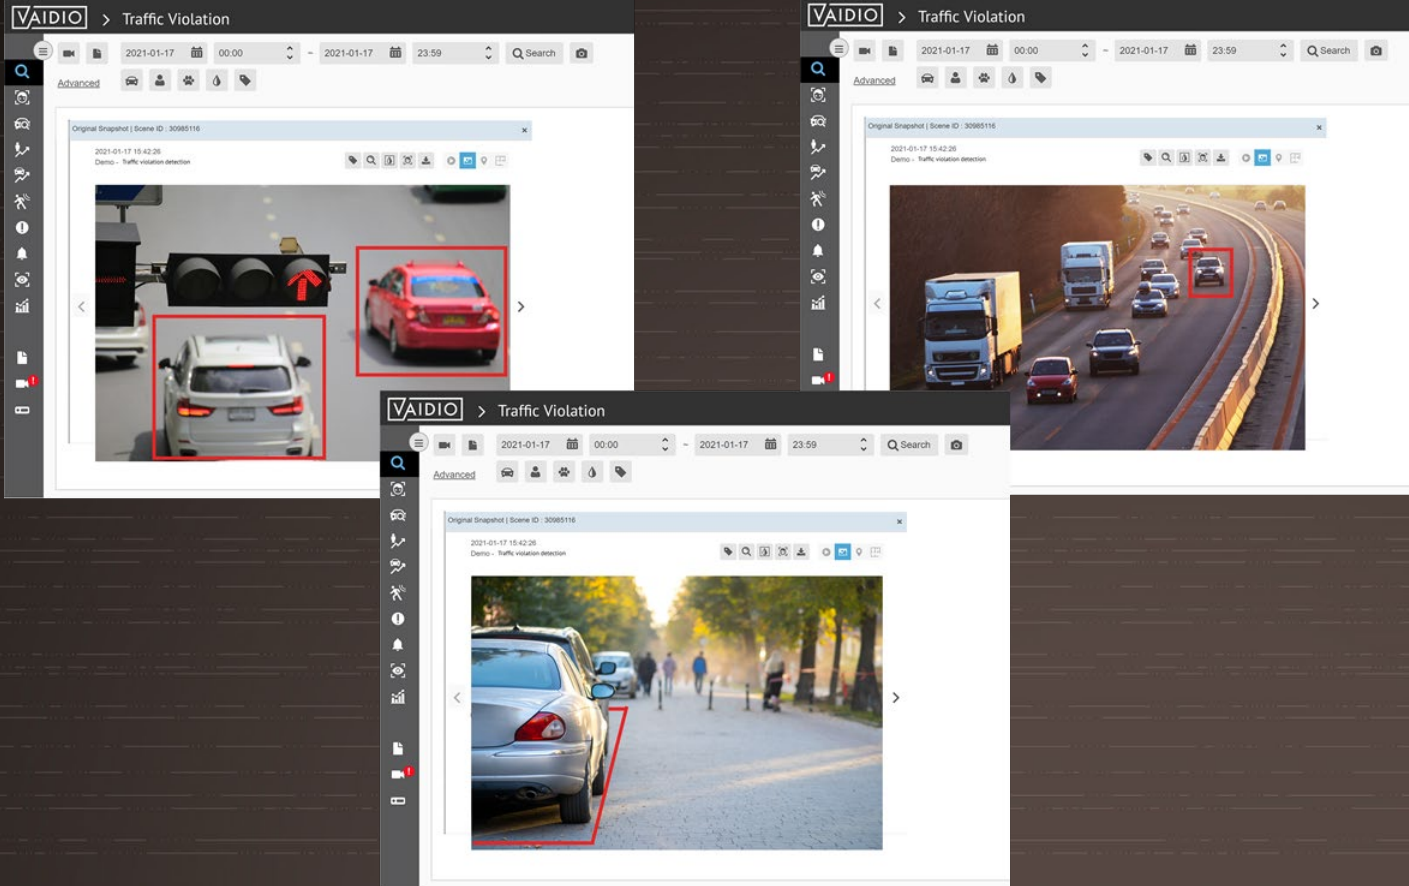 VAIDIO > Traffic Violation
2021-01-17 00:00 ~ 2021-01-17 23:59 Search
Advanced
Original Snapshot | Scene ID : 30985116 ×
2021-01-17 15:42:26
Demo - Traffic violation detection
VAIDIO > Traffic Violation
2021-01-17 00:00 ~ 2021-01-17 23:59 Search
Advanced
Original Snapshot | Scene ID : 30985116 ×
2021-01-17 15:42:26
Demo - Traffic violation detection
VAIDIO > Traffic Violation
2021-01-17 00:00 ~ 2021-01-17 23:59 Search
Advanced
Original Snapshot | Scene ID : 30985116 ×
2021-01-17 15:42:26
Demo - Traffic violation detection